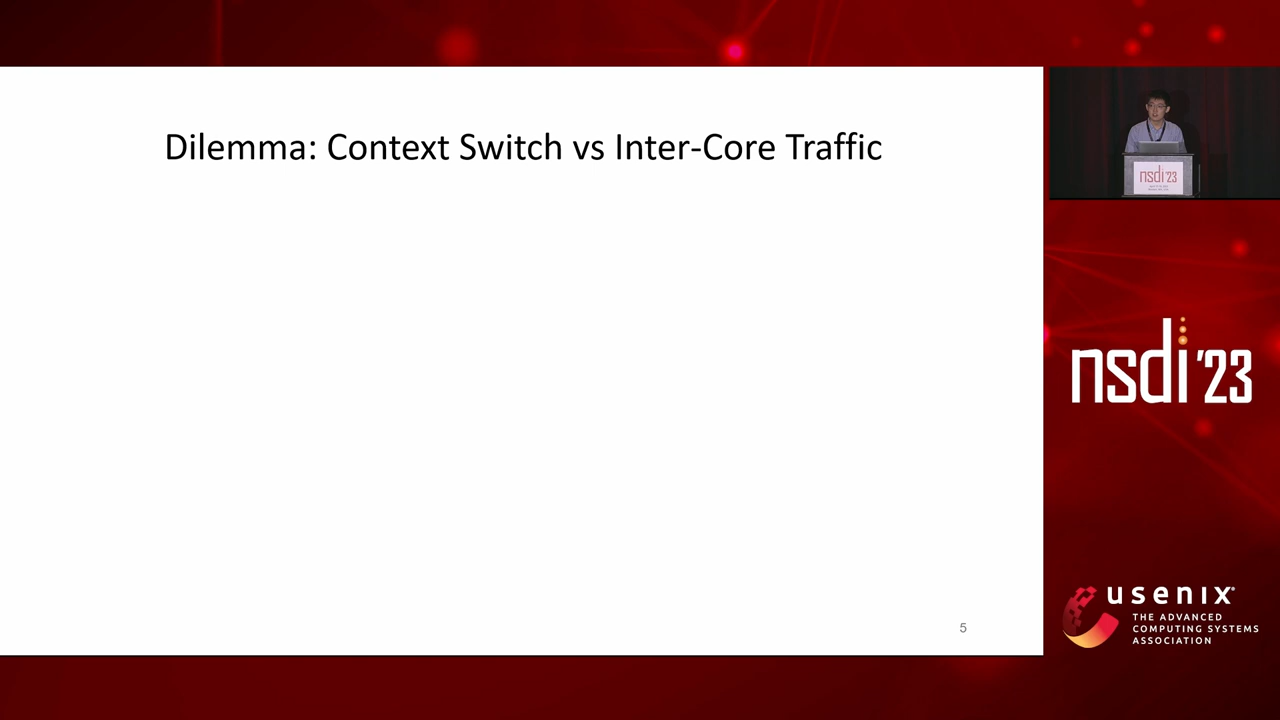 Dilemma: Context Switch vs Inter-Core Traffic
5
nsdi'23
nsdi'23
usenix
THE ADVANCED
COMPUTING SYSTEMS
ASSOCIATION